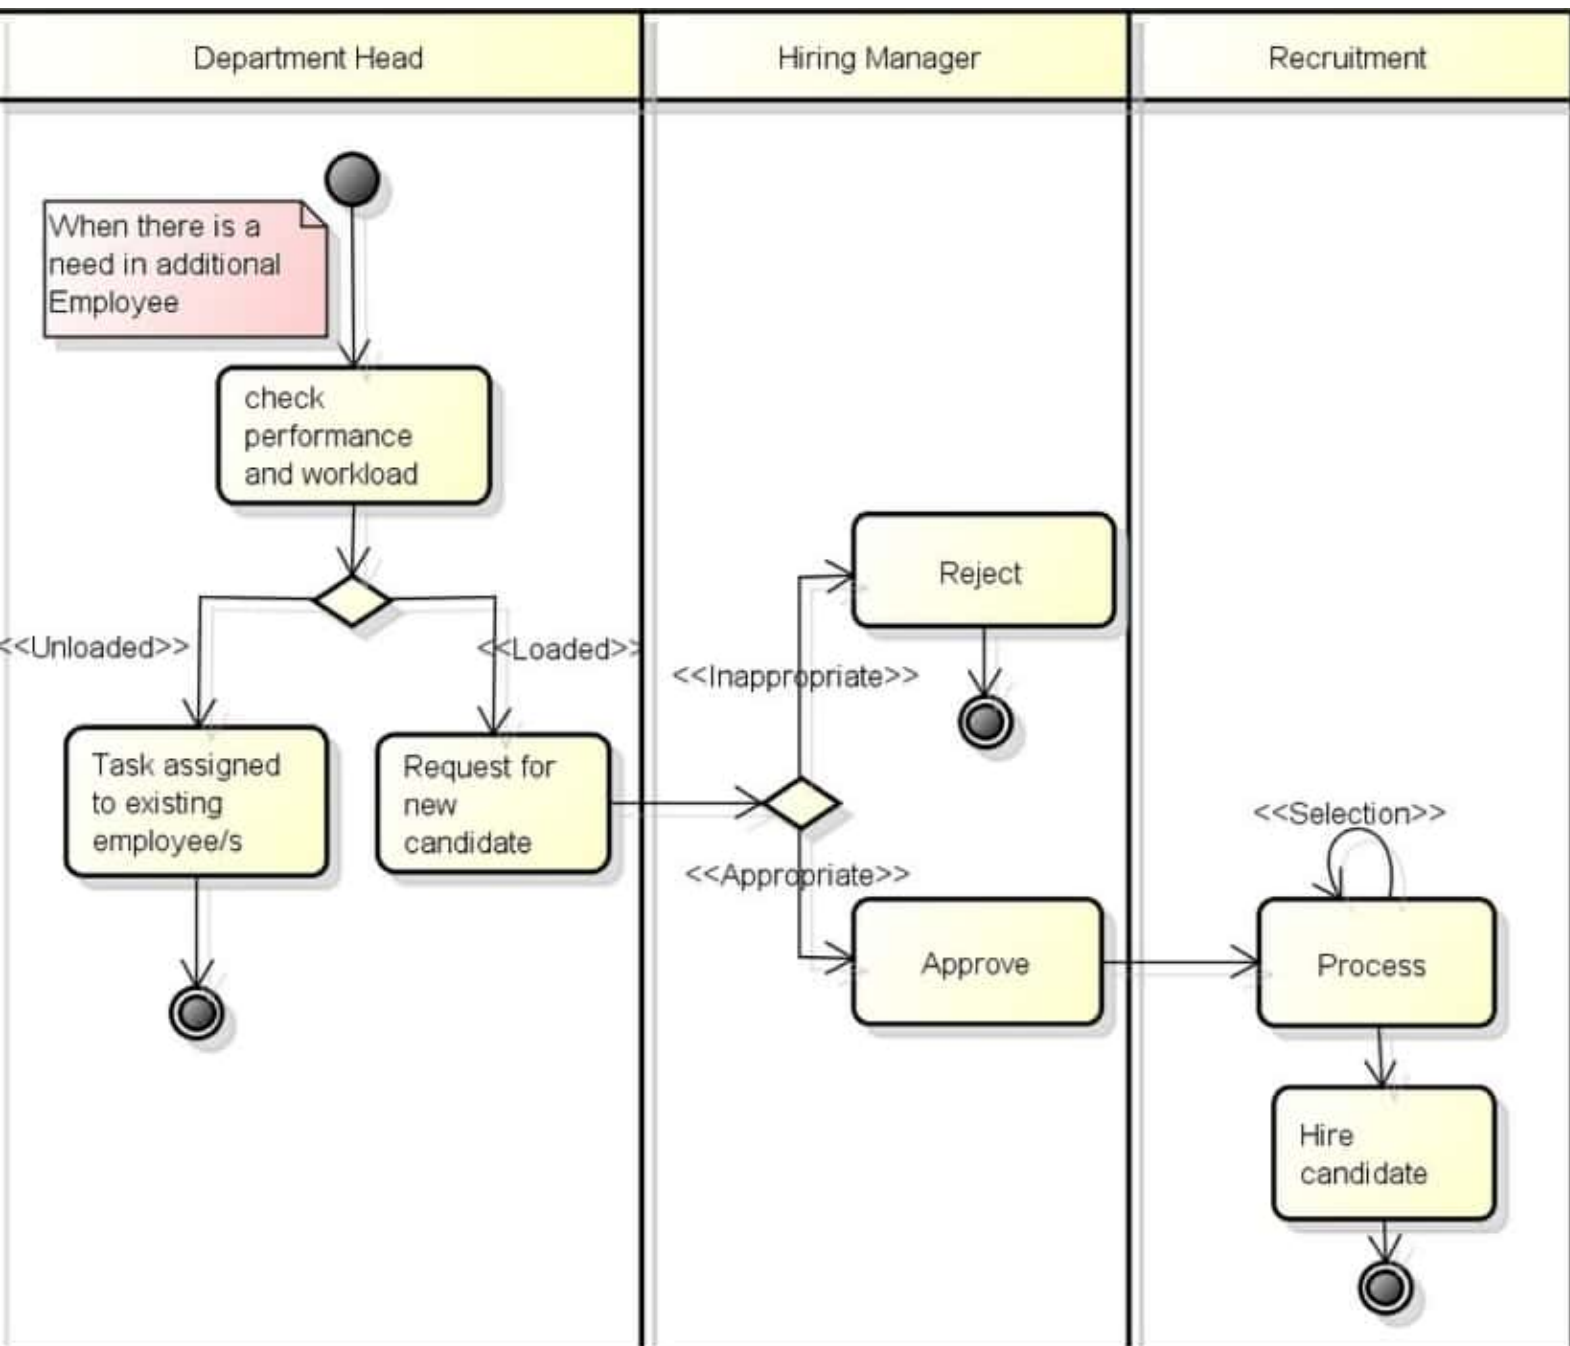 Department Head
Hiring Manager
Recruitment
When there is a
need in additional
Employee
check
performance
and workload
<<Unloaded>>
<<Loaded>>
Task assigned
to existing
employee/s
Request for
new
candidate
Reject
<<Inappropriate>>
<<Appropriate>>
Approve
<<Selection>>
Process
Hire
candidate